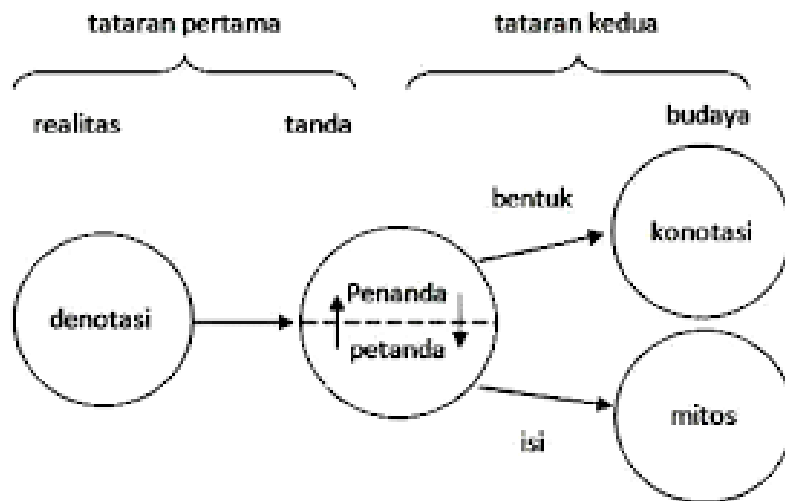 tataran pertama
tataran kedua
realitas
tanda
budaya
bentuk
konotasi
denotasi
Penanda
petanda
isi
mitos